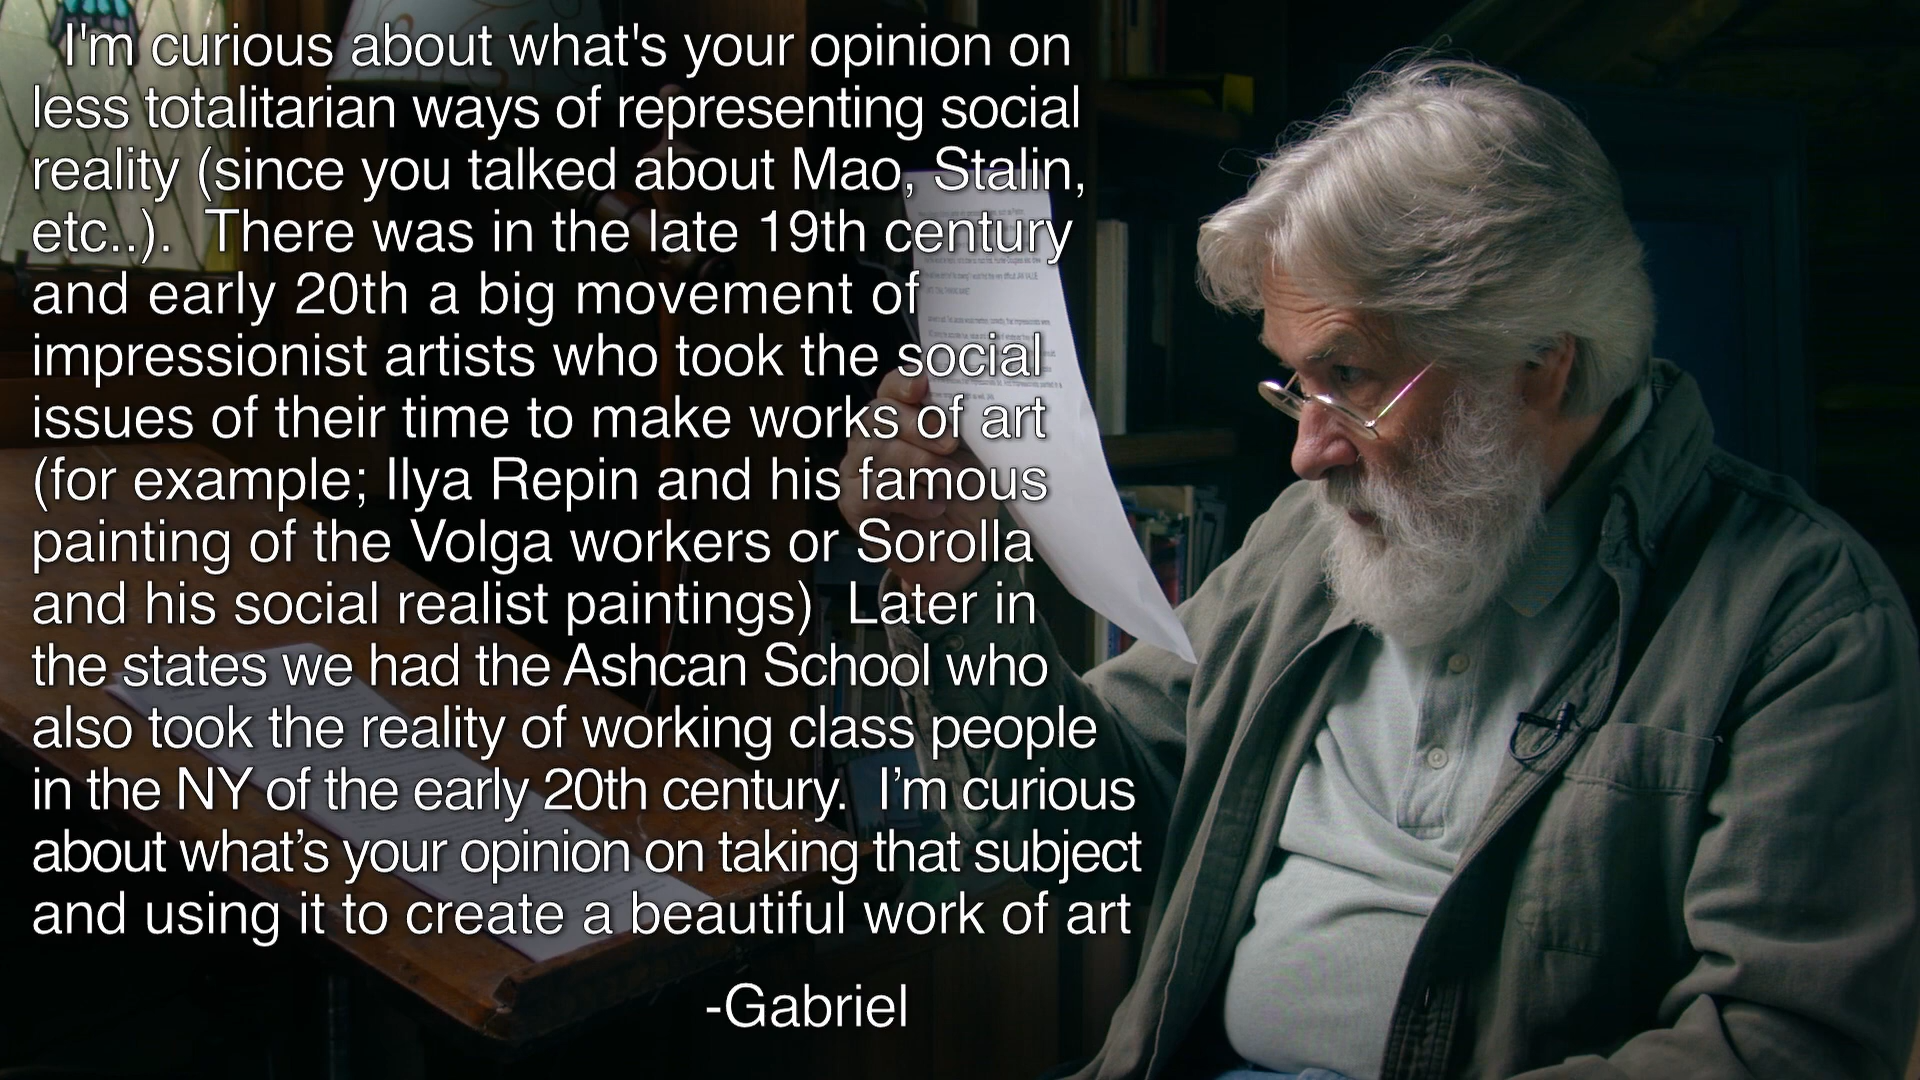 I'm curious about what's your opinion on
less totalitarian ways of representing social
reality (since you talked about Mao, Stalin,
etc..).  There was in the late 19th century
and early 20th a big movement of
impressionist artists who took the social
issues of their time to make works of art
(for example; Ilya Repin and his famous
painting of the Volga workers or Sorolla
and his social realist paintings)  Later in
the states we had the Ashcan School who
also took the reality of working class people
in the NY of the early 20th century.  I’m curious
about what’s your opinion on taking that subject
and using it to create a beautiful work of art
-Gabriel